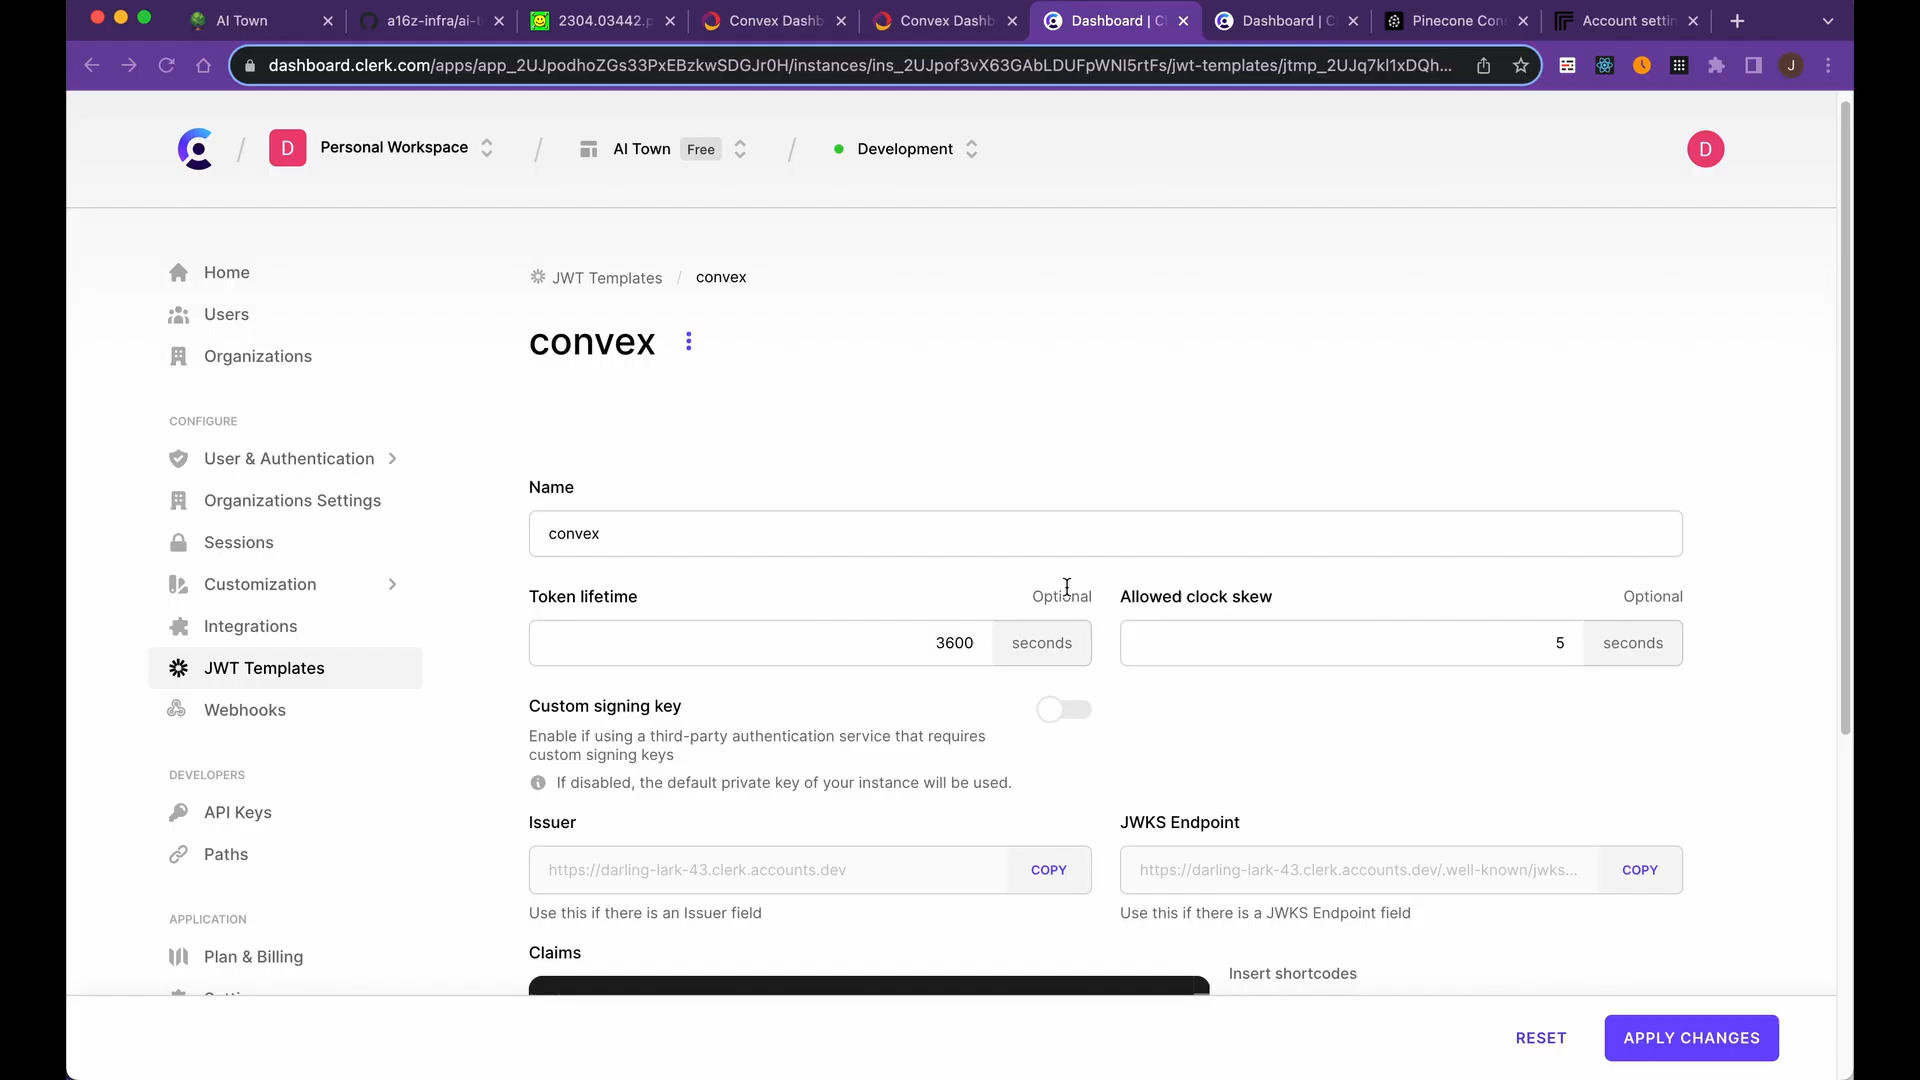 AI Town
a16z-infra/ai-t
2304.03442.p
Convex Dashb
Convex Dashb
Dashboard | Cl
Dashboard | C
Pinecone Con
Account settin
dashboard.clerk.com/apps/app_2UJpodhoZGs33PxEBzkwSDGJr0H/instances/ins_2UJpof3vX63GAbLDUFpWNI5rtFs/jwt-templates/jtmp_2UJq7kI1xDQh...
J
D
Personal Workspace
AI Town
Free
Development
D
Home
Users
Organizations
CONFIGURE
User & Authentication
Organizations Settings
Sessions
Customization
Integrations
JWT Templates
Webhooks
DEVELOPERS
API Keys
Paths
APPLICATION
Plan & Billing
JWT Templates / convex
convex
Name
convex
Token lifetime
Optional
3600
seconds
Allowed clock skew
Optional
5
seconds
Custom signing key
Enable if using a third-party authentication service that requires
custom signing keys
If disabled, the default private key of your instance will be used.
Issuer
https://darling-lark-43.clerk.accounts.dev
COPY
Use this if there is an Issuer field
JWKS Endpoint
https://darling-lark-43.clerk.accounts.dev/.well-known/jwks...
COPY
Use this if there is a JWKS Endpoint field
Claims
Insert shortcodes
RESET
APPLY CHANGES